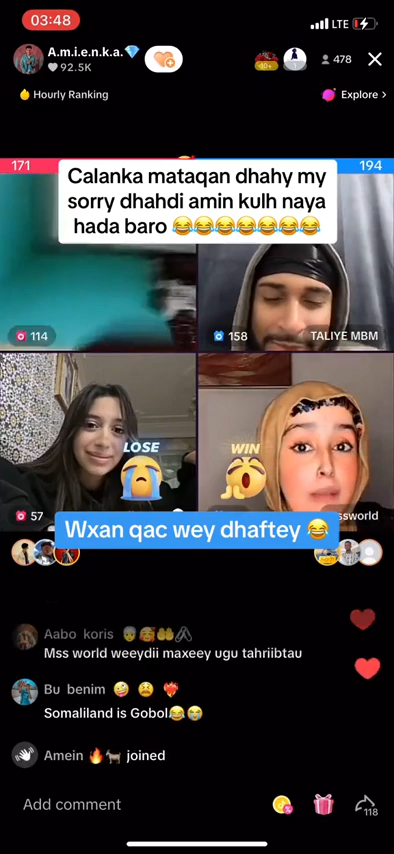 03:48
LTE
A.m.i.e.n.k.a.💎
92.5K
10+
478
Hourly Ranking
Explore >
171
194
Calanka mataqan dhahy my
sorry dhahdi amin kulh naya
hada baro 😂😂😂😂😂😂😂
114
158
TALIYE MBM
LOSE
WIN
57
ssworld
Wxan qac wey dhaftey 😂
Aabo koris
Mss world weeydii maxeey ugu tahriibtau
Bu benim 🤪 😫 ❤️‍🔥
Somaliland is Gobol😂😭
Amein 🔥🐐 joined
Add comment
118